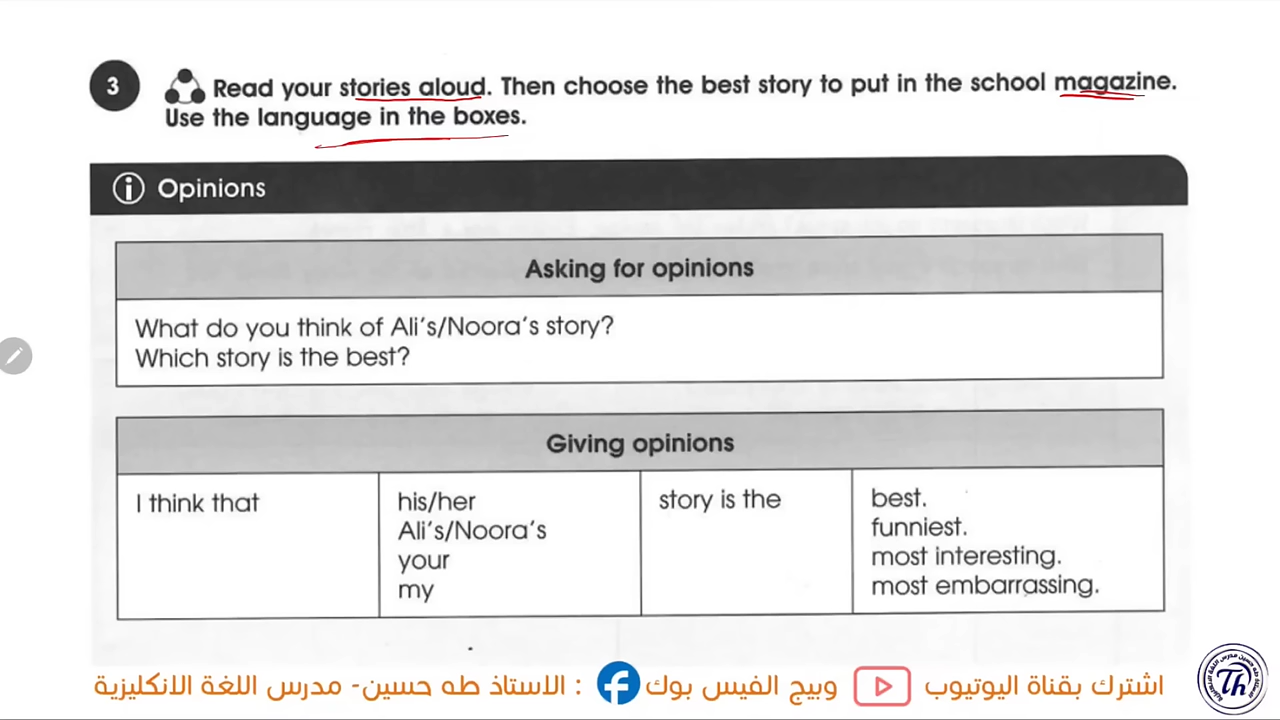 3 Read your stories aloud. Then choose the best story to put in the school magazine.
Use the language in the boxes.
i Opinions
Asking for opinions
What do you think of Ali's/Noora's story?
Which story is the best?
Giving opinions
I think that
his/her
Ali's/Noora's
your
my
story is the
best.
funniest.
most interesting.
most embarrassing.
اشترك بقناة اليوتيوب وبيج الفيس بوك : الاستاذ طه حسين- مدرس اللغة الانكليزية
Th